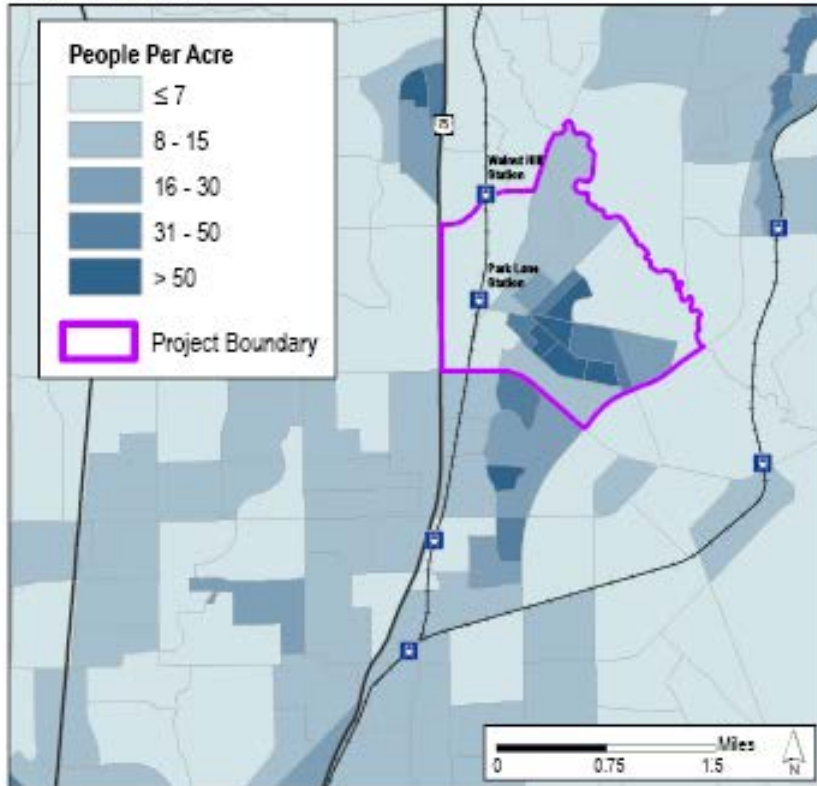 People Per Acre
≤ 7
8 - 15
16 - 30
31 - 50
> 50
Project Boundary
75
Walnut Hill
Station
Park Lane
Station
Miles
0 0.75 1.5
N